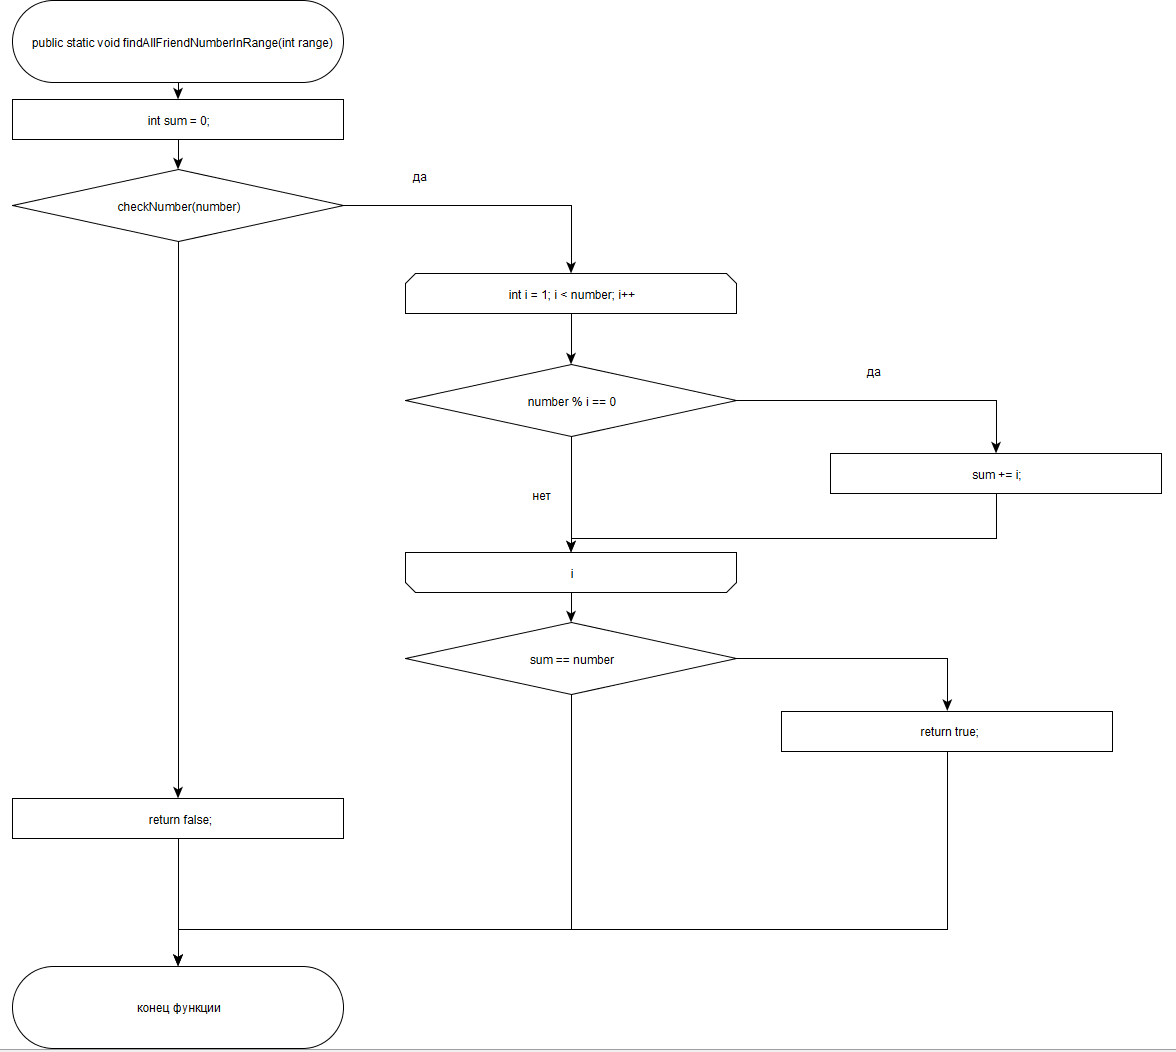 public static void findAllFriendNumberInRange(int range)
int sum = 0;
checkNumber(number)
да
int i = 1; i < number; i++
number % i == 0
да
sum += i;
нет
i
sum == number
return true;
return false;
конец функции